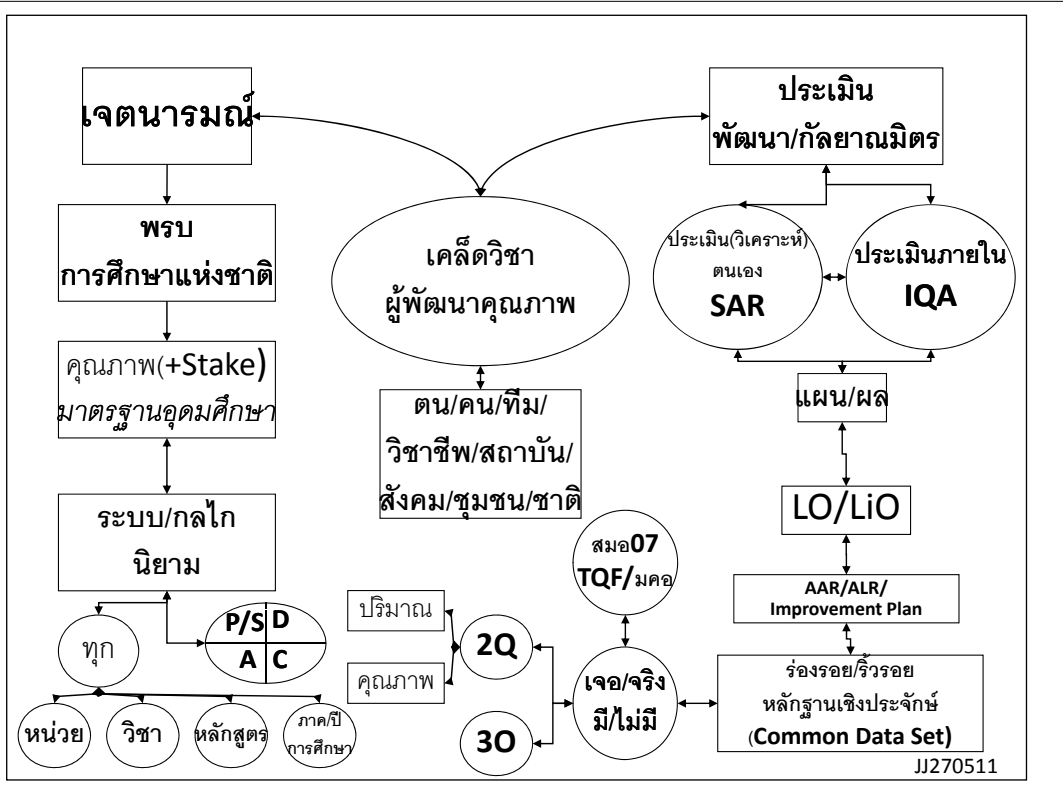 เจตนารมณ์
พรบ
การศึกษาแห่งชาติ
คุณภาพ(+Stake)
มาตรฐานอุดมศึกษา
ระบบ/กลไก
นิยาม
ทุก
P/S D
A C
หน่วย
วิชา
หลักสูตร
ภาค/ปี
การศึกษา
เคล็ดวิชา
ผู้พัฒนาคุณภาพ
ตน/คน/ทีม/
วิชาชีพ/สถาบัน/
สังคม/ชุมชน/ชาติ
ประเมิน
พัฒนา/กัลยาณมิตร
ประเมิน(วิเคราะห์)
ตนเอง
SAR
ประเมินภายใน
IQA
แผน/ผล
LO/LiO
AAR/ALR/
Improvement Plan
ร่องรอย/ริ้วรอย
หลักฐานเชิงประจักษ์
(Common Data Set)
สมอ07
TQF/มคอ
เจอ/จริง
มี/ไม่มี
2Q
3O
ปริมาณ
คุณภาพ
JJ270511